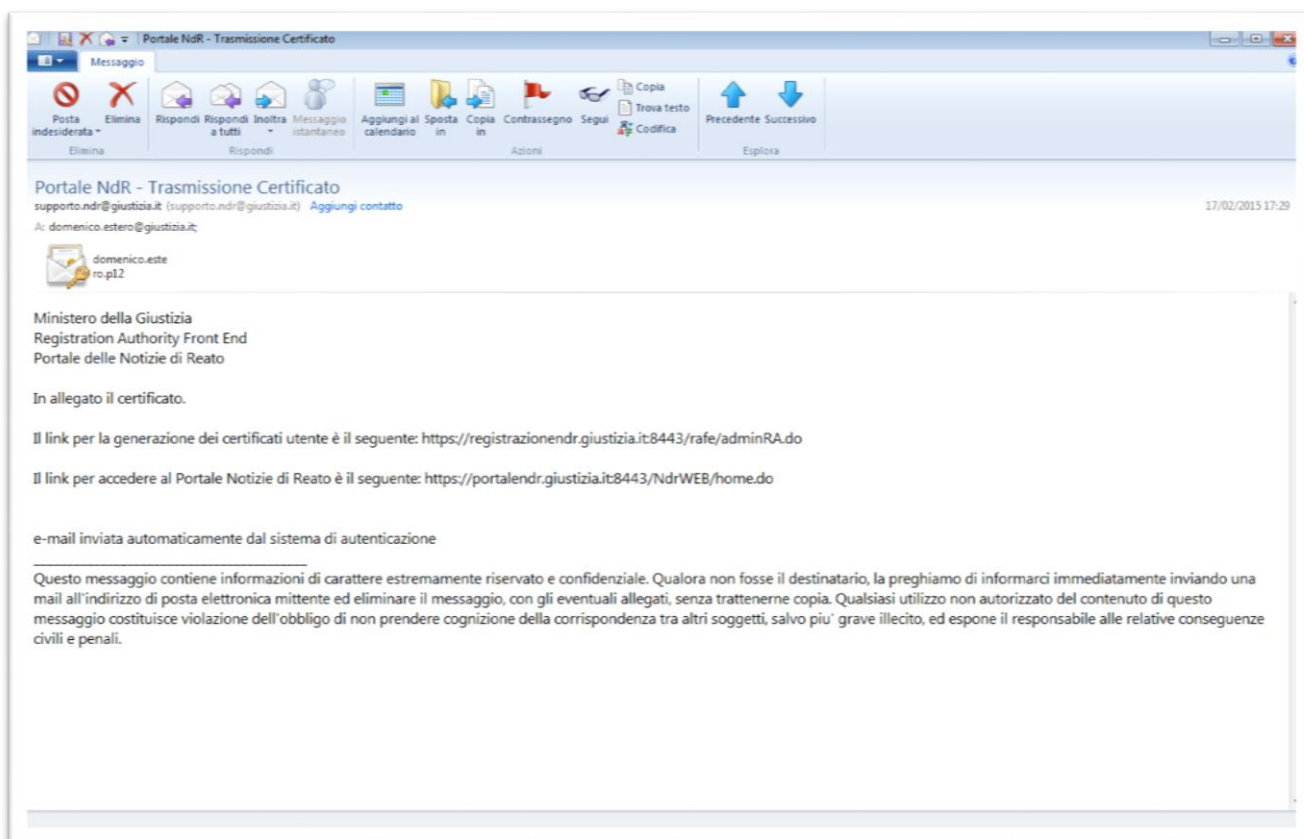 Portale NdR - Trasmissione Certificato
Messaggio
Posta indesiderata
Elimina
Rispondi
Rispondi a tutti
Inoltra
Messaggio istantaneo
Aggiungi al calendario
Sposta in
Copia in
Contrassegno
Segui
Copia
Trova testo
Codifica
Precedente
Successivo
Elimina
Rispondi
Azioni
Esplora
Portale NdR - Trasmissione Certificato
supporto.ndr@giustizia.it (supporto.ndr@giustizia.it) Aggiungi contatto
17/02/2015 17:29
A: domenico.estero@giustizia.it;
domenico.este
ro.p12
Ministero della Giustizia
Registration Authority Front End
Portale delle Notizie di Reato
In allegato il certificato.
Il link per la generazione dei certificati utente è il seguente: https://registrazionendr.giustizia.it:8443/rafe/adminRA.do
Il link per accedere al Portale Notizie di Reato è il seguente: https://portalendr.giustizia.it:8443/NdrWEB/home.do
e-mail inviata automaticamente dal sistema di autenticazione
Questo messaggio contiene informazioni di carattere estremamente riservato e confidenziale. Qualora non fosse il destinatario, la preghiamo di informarci immediatamente inviando una
mail all'indirizzo di posta elettronica mittente ed eliminare il messaggio, con gli eventuali allegati, senza trattenerne copia. Qualsiasi utilizzo non autorizzato del contenuto di questo
messaggio costituisce violazione dell'obbligo di non prendere cognizione della corrispondenza tra altri soggetti, salvo piu' grave illecito, ed espone il responsabile alle relative conseguenze
civili e penali.